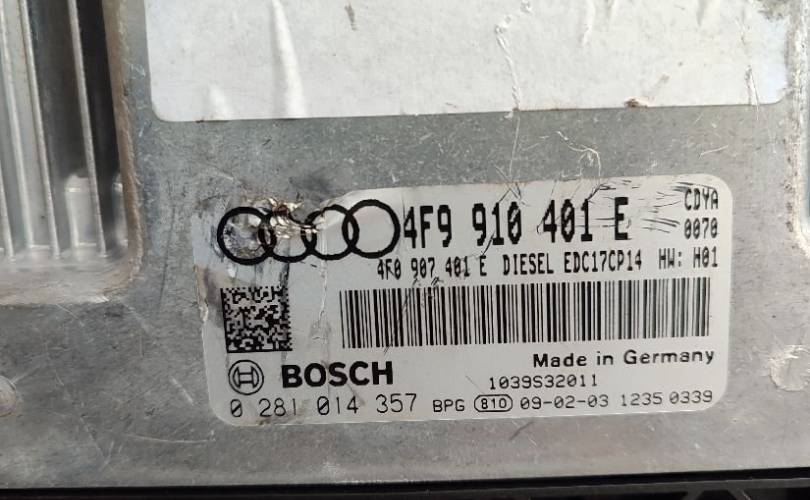 4F9 910 401 E CDYA
0070
4F0 907 401 E DIESEL EDC17CP14 HW: H01
Made in Germany
BOSCH 1039S32011
0 281 014 357 BPG 810 09-02-03 1235 0339